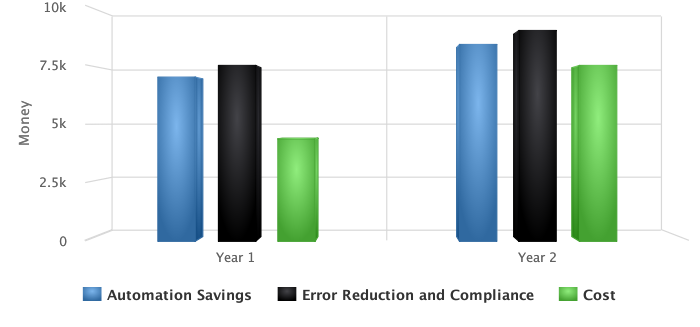 10k
7.5k
5k
2.5k
0
Money
Year 1
Year 2
Automation Savings
Error Reduction and Compliance
Cost